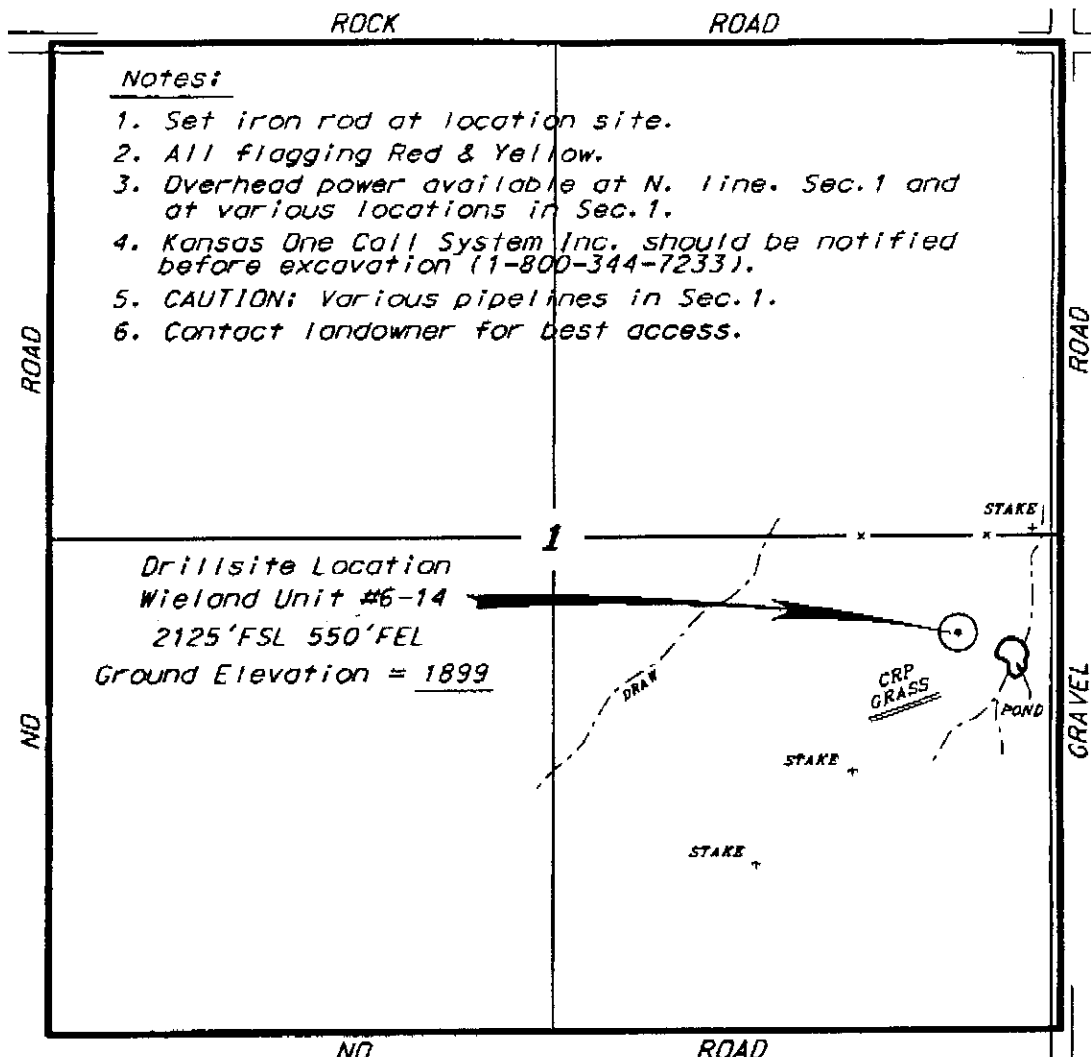 ROCK ROAD
Notes:
1. Set iron rod at location site.
2. All flagging Red & Yellow.
3. Overhead power available at N. line. Sec.1 and
at various locations in Sec.1.
4. Kansas One Call System Inc. should be notified
before excavation (1-800-344-7233).
5. CAUTION: Various pipelines in Sec.1.
6. Contact landowner for best access.
ROAD
ROAD
STAKE
1
Drillsite Location
Wieland Unit #6-14
2125'FSL 550'FEL
Ground Elevation = 1899
DRAW
CRP
GRASS
POND
NO
GRAVEL
STAKE
STAKE
NO ROAD